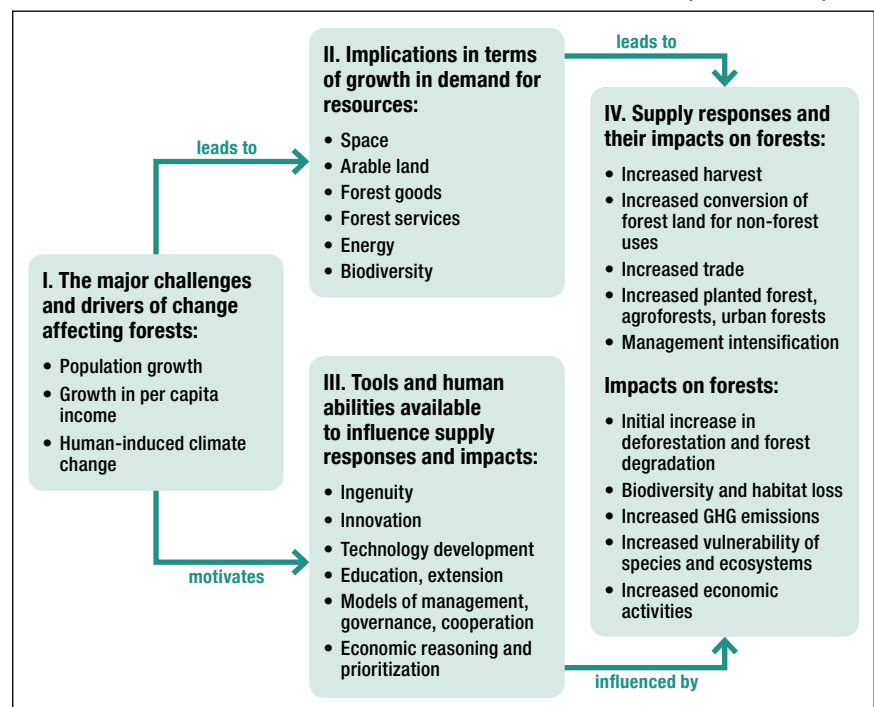 leads to
II. Implications in terms
of growth in demand for
resources:
• Space
• Arable land
• Forest goods
• Forest services
• Energy
• Biodiversity
leads to
I. The major challenges
and drivers of change
affecting forests:
• Population growth
• Growth in per capita
income
• Human-induced climate
change
motivates
III. Tools and human
abilities available
to influence supply
responses and impacts:
• Ingenuity
• Innovation
• Technology development
• Education, extension
• Models of management,
governance, cooperation
• Economic reasoning and
prioritization
influenced by
IV. Supply responses and
their impacts on forests:
• Increased harvest
• Increased conversion of
forest land for non-forest
uses
• Increased trade
• Increased planted forest,
agroforests, urban forests
• Management intensification
Impacts on forests:
• Initial increase in
deforestation and forest
degradation
• Biodiversity and habitat loss
• Increased GHG emissions
• Increased vulnerability of
species and ecosystems
• Increased economic
activities